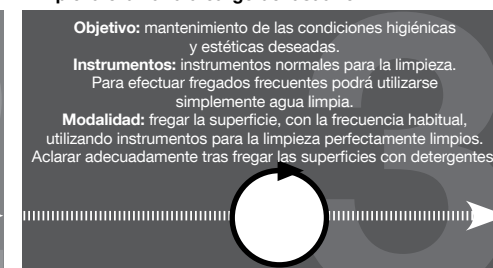 Objetivo: mantenimiento de las condiciones higiénicas
y estéticas deseadas.
Instrumentos: instrumentos normales para la limpieza.
Para efectuar fregados frecuentes podrá utilizarse
simplemente agua limpia.
Modalidad: fregar la superficie, con la frecuencia habitual,
utilizando instrumentos para la limpieza perfectamente limpios.
Aclarar adecuadamente tras fregar las superficies con detergentes
3